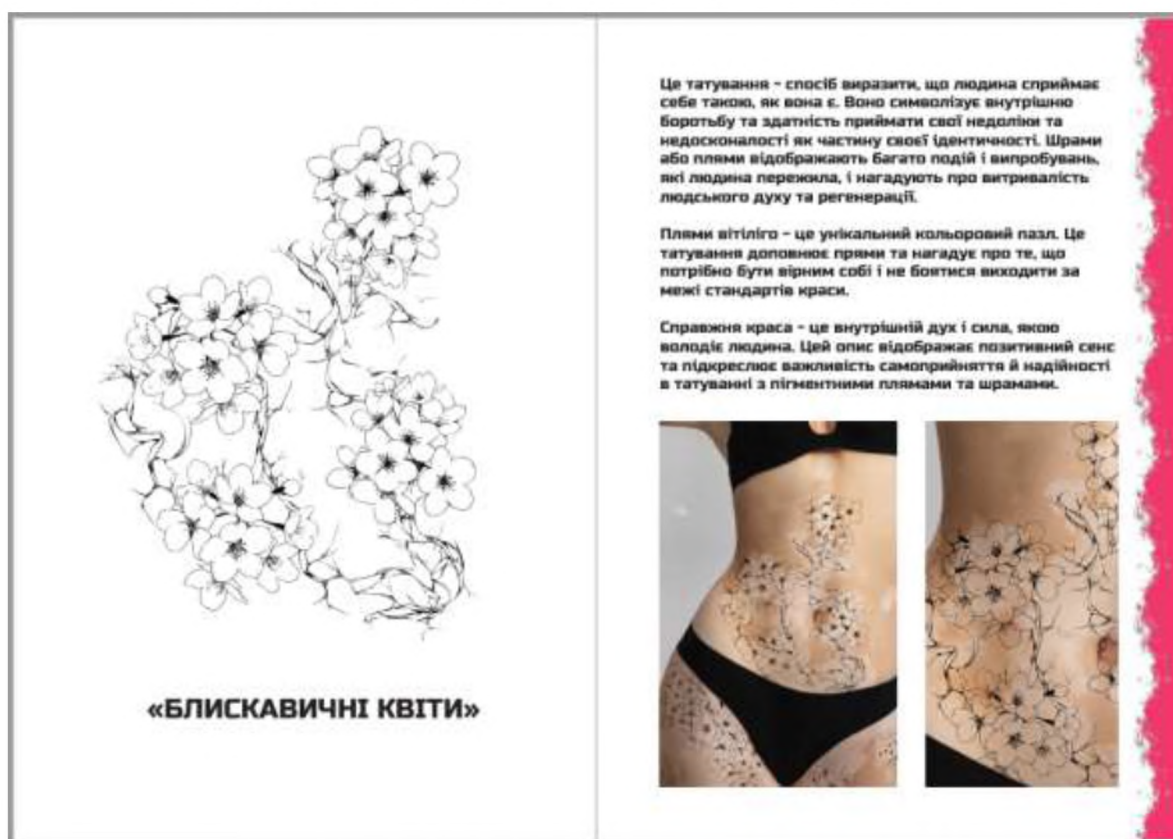 «БЛИСКАВИЧНІ КВІТИ»
Це татування - спосіб виразити, що людина сприймає
себе такою, як вона є. Воно символізує внутрішню
боротьбу та здатність приймати свої недоліки та
недосконалості як частину своєї ідентичності. Шрами
або плями відображають багато подій і випробувань,
які людина пережила, і нагадують про витривалість
людського духу та регенерації.
Плями вітіліго - це унікальний кольоровий пазл. Це
татування доповнює прями та нагадує про те, що
потрібно бути вірним собі і не боятися виходити за
межі стандартів краси.
Справжня краса - це внутрішній дух і сила, якою
володіє людина. Цей опис відображає позитивний сенс
та підкреслює важливість самоприйняття й надійності
в татуванні з пігментними плямами та шрамами.